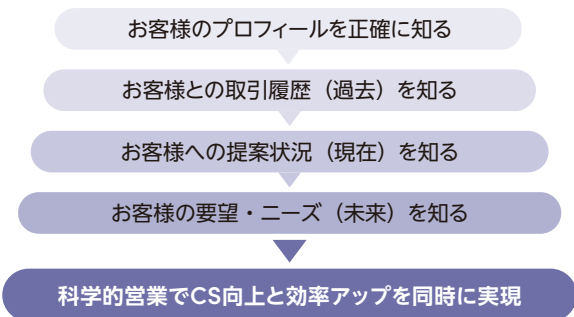 お客様のプロフィールを正確に知る
お客様との取引履歴（過去）を知る
お客様への提案状況（現在）を知る
お客様の要望・ニーズ（未来）を知る
科学的営業でCS向上と効率アップを同時に実現